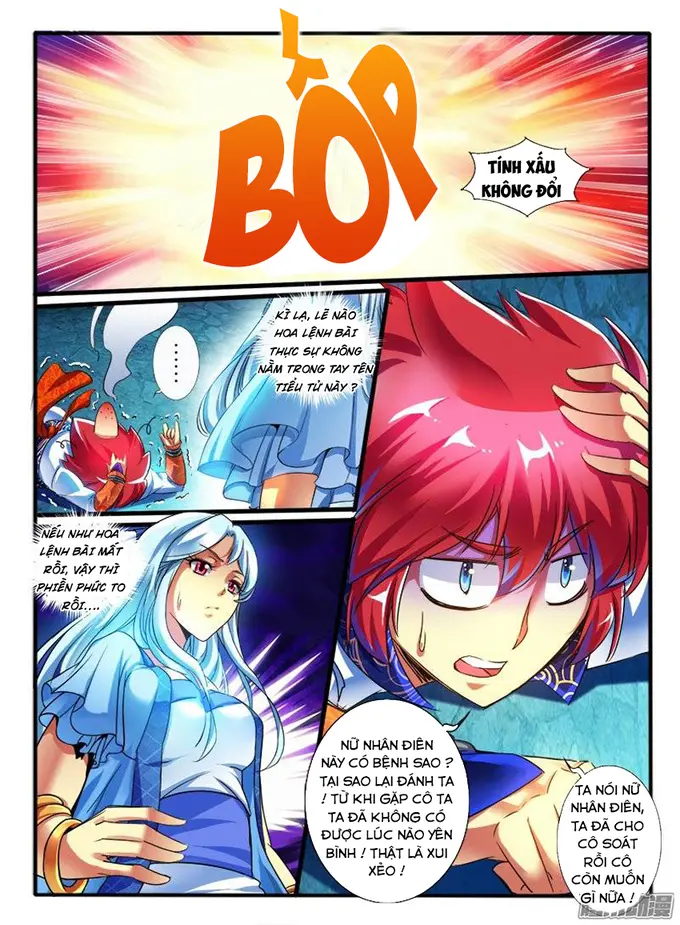 BỐP
TÍNH XẤU
KHÔNG ĐỔI
KÌ LẠ, LẼ NÀO
HOA LỆNH BÀI
THỰC SỰ KHÔNG
NẰM TRONG TAY TÊN
TIỂU TỬ NÀY ?
......
NẾU NHƯ HOA
LỆNH BÀI MẤT
RỒI, VẬY THÌ
PHIỀN PHỨC TO
RỒI....
NỮ NHÂN ĐIÊN
NÀY CÓ BỆNH SAO ?
TẠI SAO LẠI ĐÁNH TA
! TỪ KHI GẶP CÔ TA
TA ĐÃ KHÔNG CÓ
ĐƯỢC LÚC NÀO YÊN
BÌNH ! THẬT LÀ XUI
XẺO !
TA NÓI NỮ
NHÂN ĐIÊN,
TA ĐÃ CHO
CÔ SOÁT
RỒI CÔ
CÒN MUỐN
GÌ NỮA !